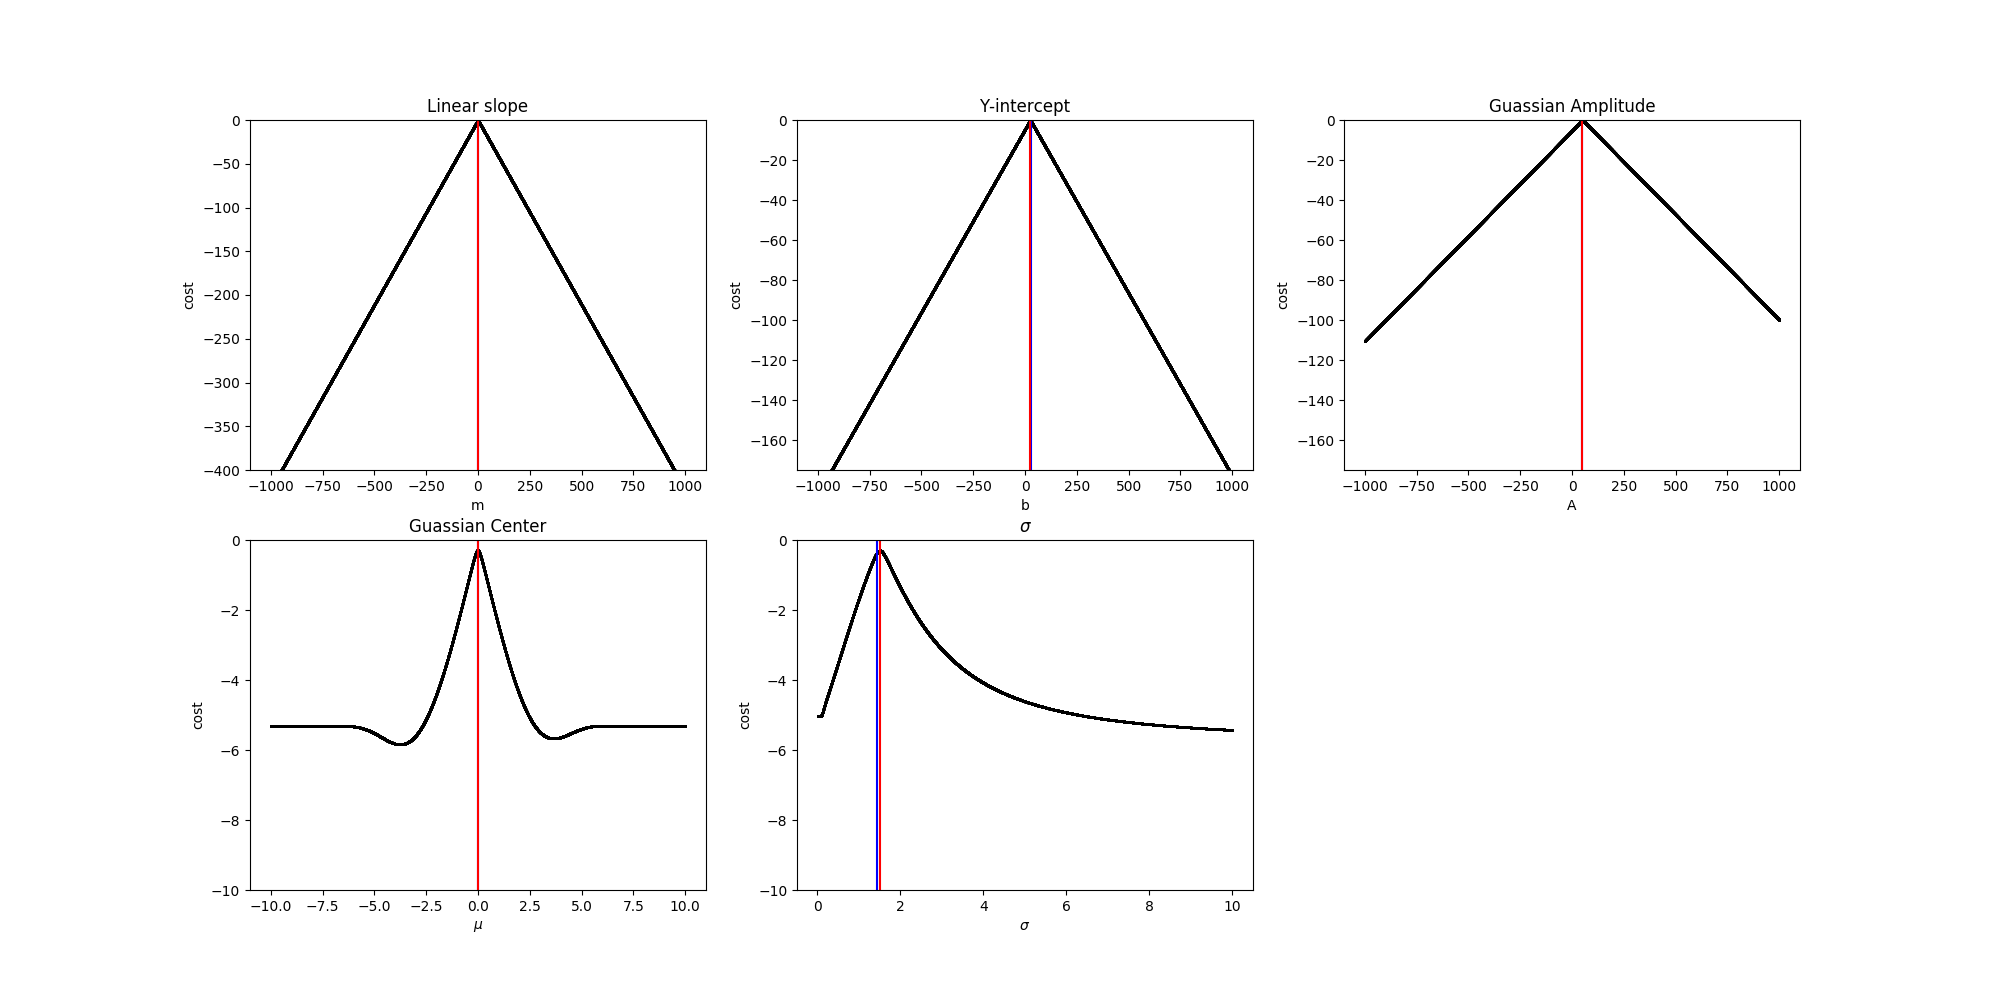 Linear slope
0
−50
−100
−150
−200
−250
−300
−350
−400
cost
−1000 −750 −500 −250 0 250 500 750 1000
m
Y-intercept
0
−20
−40
−60
−80
−100
−120
−140
−160
cost
−1000 −750 −500 −250 0 250 500 750 1000
b
Guassian Amplitude
0
−20
−40
−60
−80
−100
−120
−140
−160
cost
−1000 −750 −500 −250 0 250 500 750 1000
A
Guassian Center
0
−2
−4
−6
−8
−10
cost
−10.0 −7.5 −5.0 −2.5 0.0 2.5 5.0 7.5 10.0
μ
σ
0
−2
−4
−6
−8
−10
cost
0 2 4 6 8 10
σ